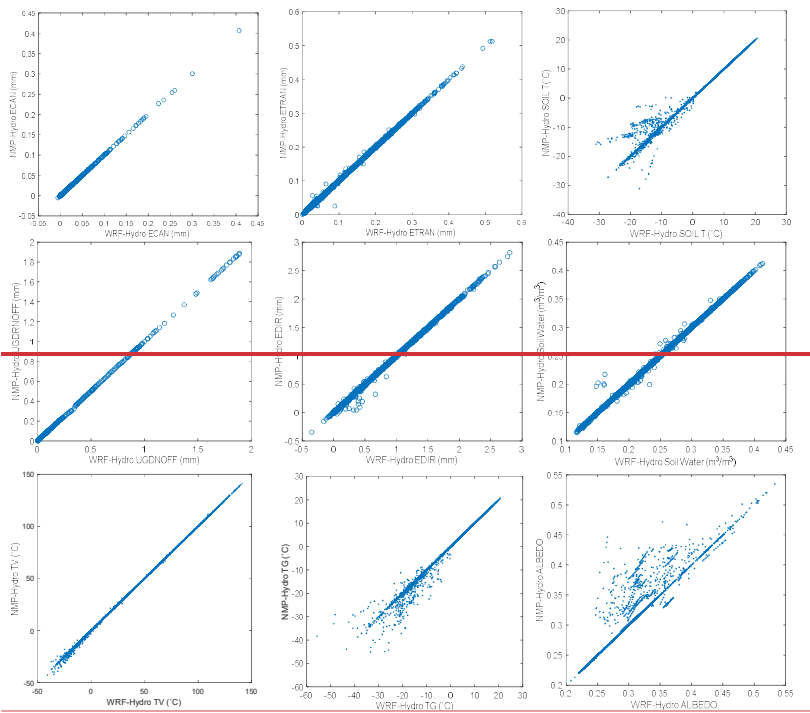 0.45
0.4
0.35
0.3
0.25
0.2
0.15
0.1
0.05
0
-0.05
NMP-Hydro ECAN (mm)
-0.05 0 0.05 0.1 0.15 0.2 0.25 0.3 0.35 0.4 0.45
WRF-Hydro ECAN (mm)
0.6
0.5
0.4
0.3
0.2
0.1
0
NMP-Hydro ETRAN (mm)
0 0.1 0.2 0.3 0.4 0.5 0.6
WRF-Hydro ETRAN (mm)
30
20
10
0
-10
-20
-30
-40
NMP-Hydro SOIL T(˚C)
-40 -30 -20 -10 0 10 20 30
WRF-Hydro SOIL T (˚C)
2
1.8
1.6
1.4
1.2
1
0.8
0.6
0.4
0.2
0
NMP-Hydro UGDRNOFF (mm)
0 0.5 1 1.5 2
WRF-Hydro UGDNOFF (mm)
3
2.5
2
1.5
1
0.5
0
-0.5
NMP-Hydro EDIR (mm)
-0.5 0 0.5 1 1.5 2 2.5 3
WRF-Hydro EDIR (mm)
0.45
0.4
0.35
0.3
0.25
0.2
0.15
0.1
NMP-Hydro Soil Water (m³/m³)
0.1 0.15 0.2 0.25 0.3 0.35 0.4 0.45
WRF-Hydro Soil Water (m³/m³)
150
100
50
0
-50
NMP-Hydro TV (˚C)
-50 0 50 100 150
WRF-Hydro TV (˚C)
30
20
10
0
-10
-20
-30
-40
-50
-60
NMP-Hydro TG (˚C)
-60 -50 -40 -30 -20 -10 0 10 20 30
WRF-Hydro TG (˚C)
0.55
0.5
0.45
0.4
0.35
0.3
0.25
0.2
NMP-Hydro ALBEDO
0.2 0.25 0.3 0.35 0.4 0.45 0.5 0.55
WRF-Hydro ALBEDO